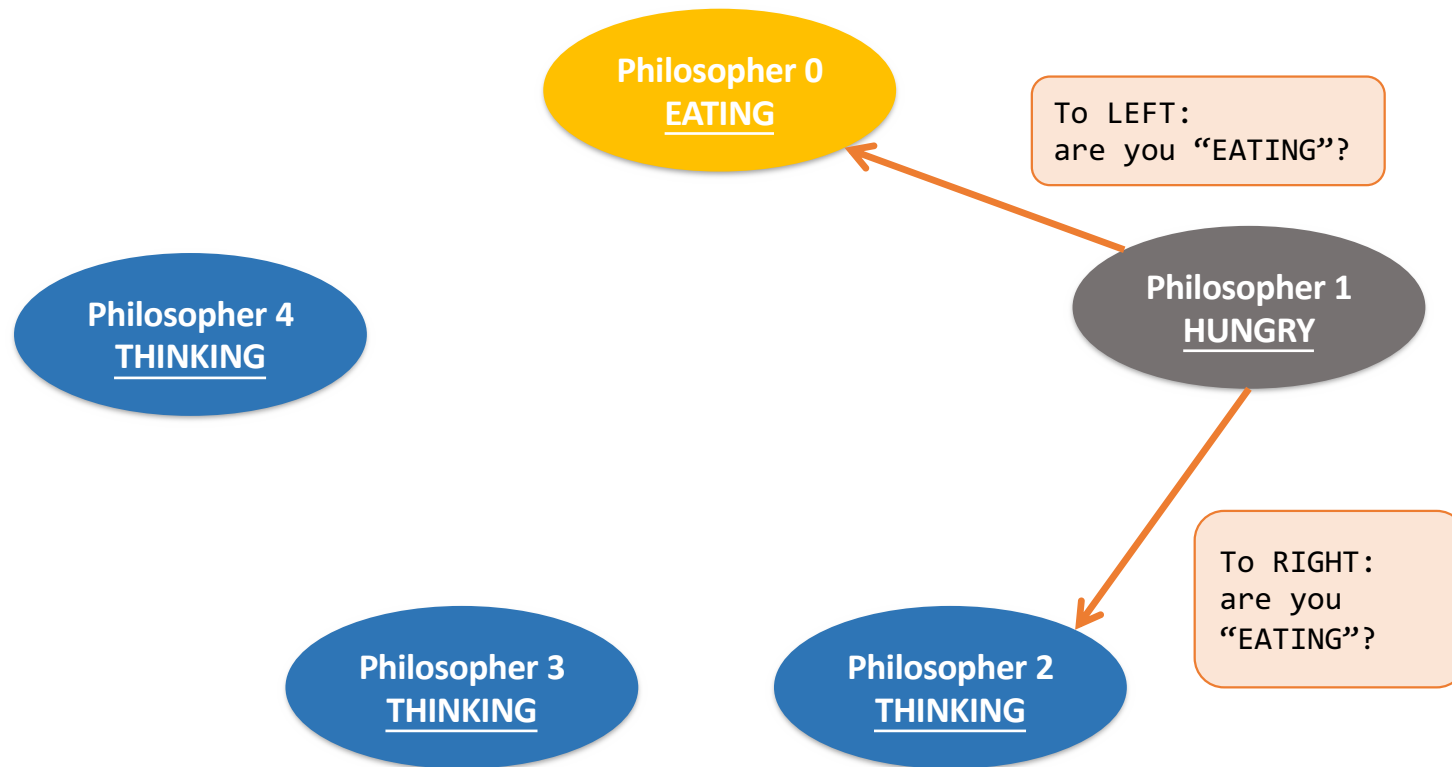 Philosopher 0
EATING
To LEFT:
are you “EATING”?
Philosopher 1
HUNGRY
Philosopher 4
THINKING
To RIGHT:
are you
“EATING”?
Philosopher 3
THINKING
Philosopher 2
THINKING